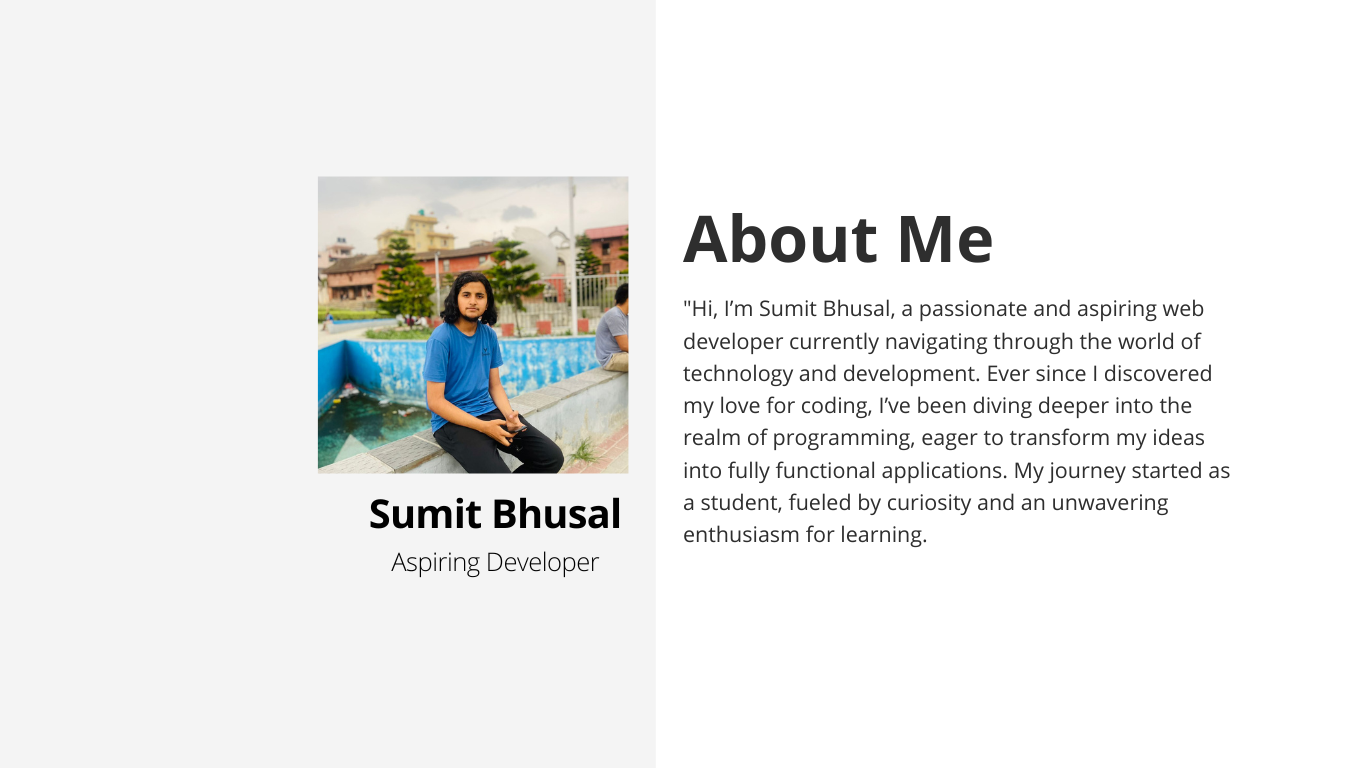 Sumit Bhusal
Aspiring Developer
About Me
"Hi, I’m Sumit Bhusal, a passionate and aspiring web
developer currently navigating through the world of
technology and development. Ever since I discovered
my love for coding, I’ve been diving deeper into the
realm of programming, eager to transform my ideas
into fully functional applications. My journey started as
a student, fueled by curiosity and an unwavering
enthusiasm for learning.